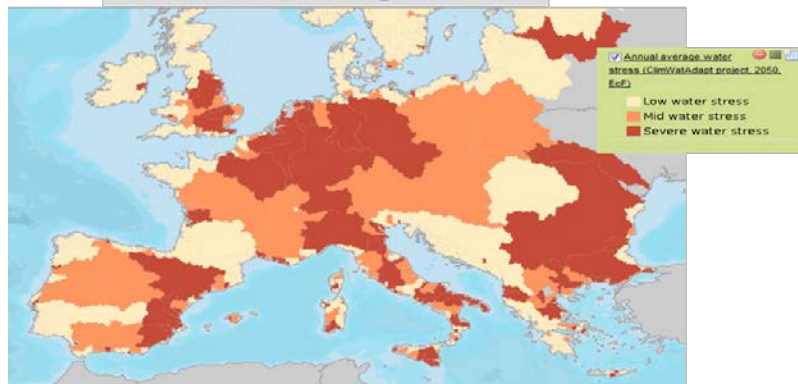 Annual average water
stress (ClimWatAdapt project, 2050,
EcF)
Low water stress
Mid water stress
Severe water stress